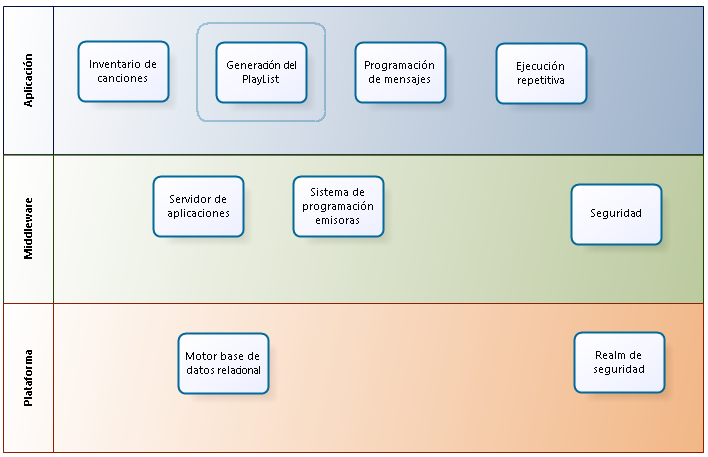 Aplicación
Inventario de
canciones
Generadón del
PlayList
Programación
de mensajes
Ejecución
repetitiva
Middleware
Servidor de
aplicaciones
Sistema de
programación
emisoras
Seguridad
Plataforma
Motor base de
datos relacional
Realm de
seguridad